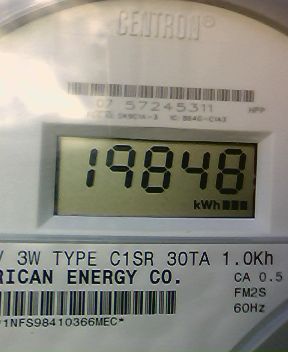 CENTRON®
07 57245311
19848
kWh
3W TYPE C1SR 30TA 1.0Kh
RICAN ENERGY CO.
CA 0.5
FM2S
60Hz
1NFS98410366MEC*